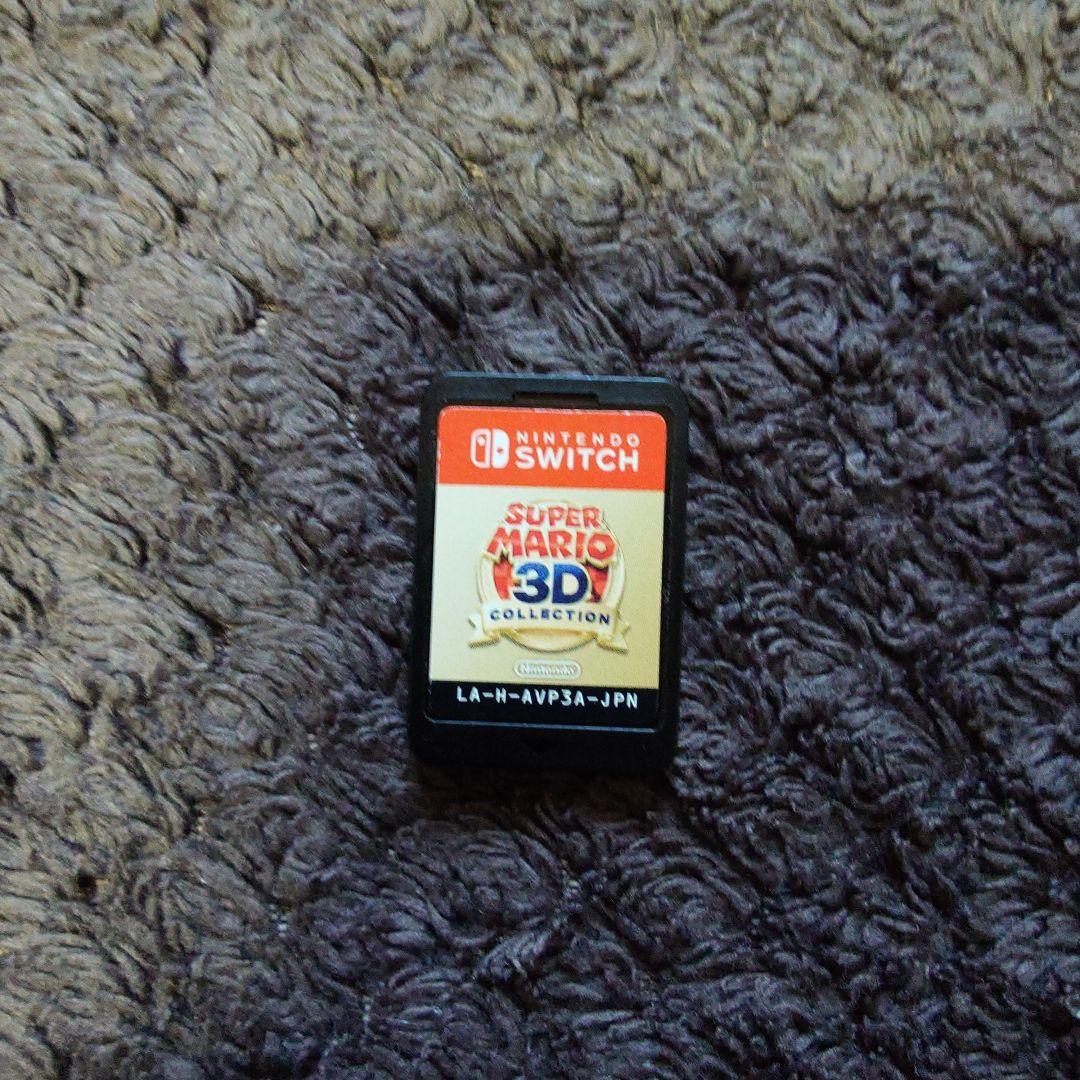 NINTENDO
SWITCH
SUPER
MARIO
3D
COLLECTION
Nintendo
LA-H-AVP3A-JPN